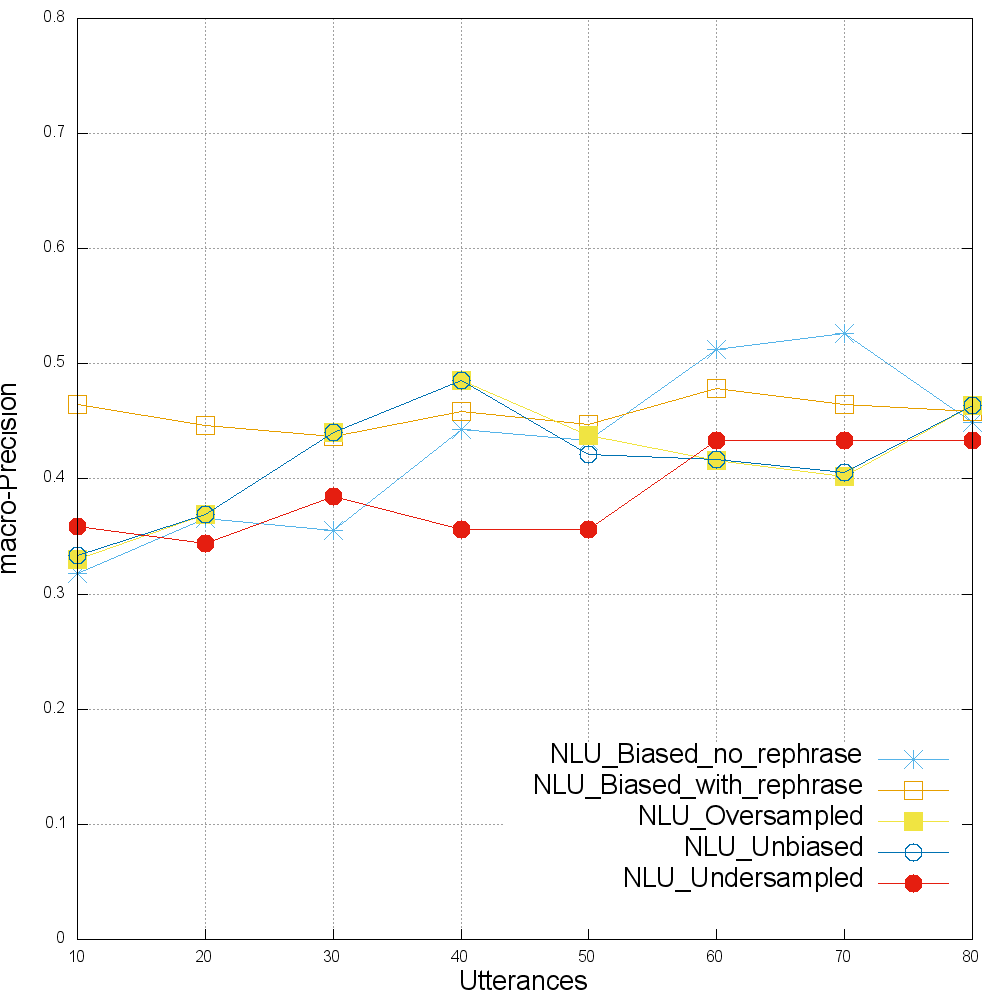 0.8
0.7
0.6
0.5
0.4
0.3
0.2
0.1
0
macro-Precision
NLU_Biased_no_rephrase
NLU_Biased_with_rephrase
NLU_Oversampled
NLU_Unbiased
NLU_Undersampled
10 20 30 40 50 60 70 80
Utterances